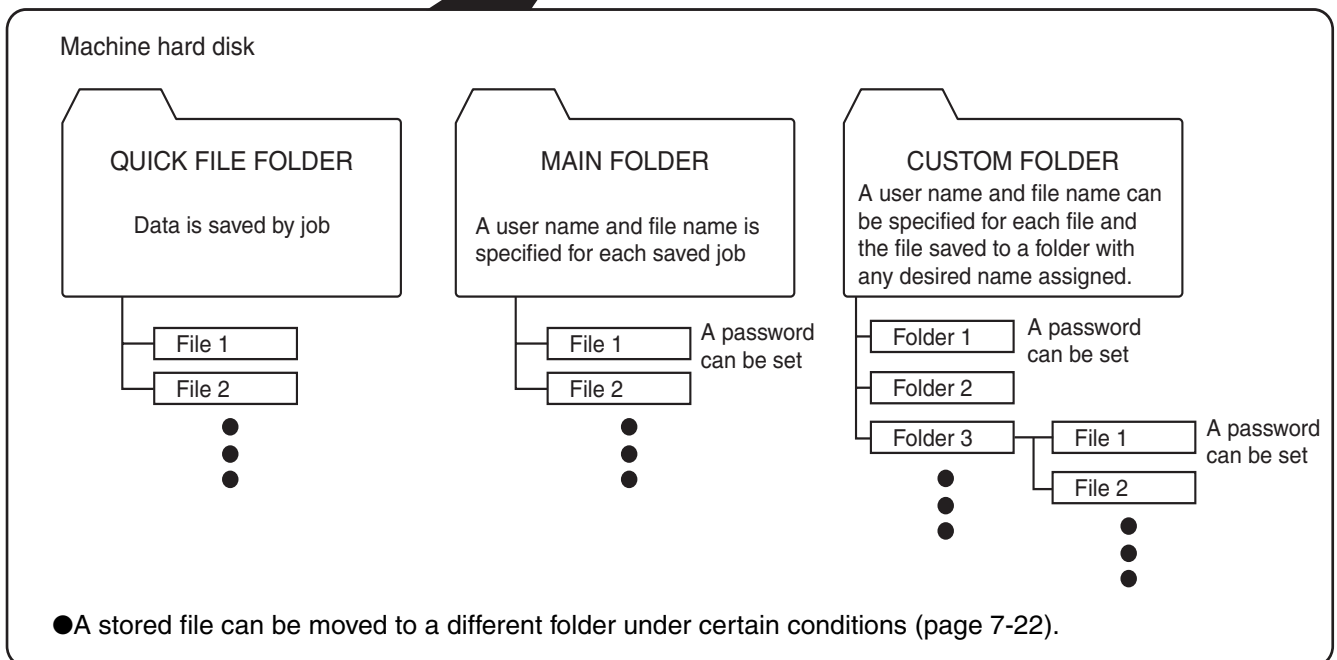 Machine hard disk
QUICK FILE FOLDER
Data is saved by job
File 1
File 2
MAIN FOLDER
A user name and file name is
specified for each saved job
File 1
A password
can be set
File 2
CUSTOM FOLDER
A user name and file name can
be specified for each file and
the file saved to a folder with
any desired name assigned.
Folder 1
A password
can be set
Folder 2
Folder 3
File 1
A password
can be set
File 2
●A stored file can be moved to a different folder under certain conditions (page 7-22).